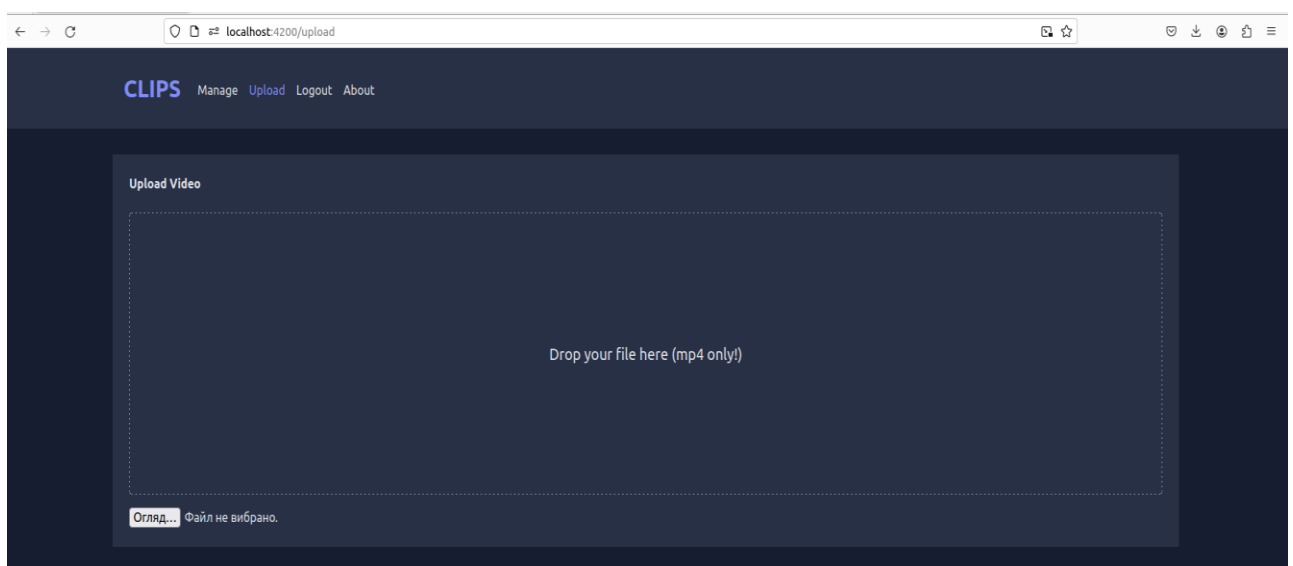 localhost:4200/upload
CLIPS Manage Upload Logout About
Upload Video
Drop your file here (mp4 only!)
Огляд... Файл не вибрано.